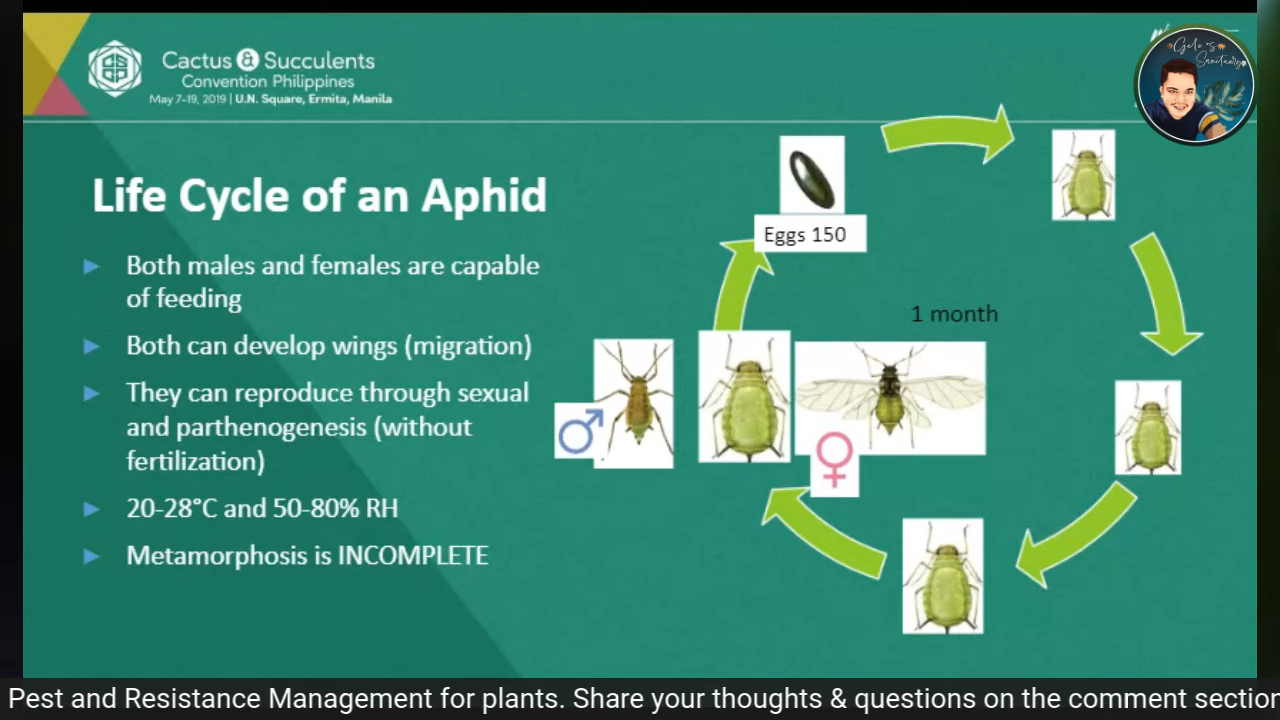 Cactus & Succulents
Convention Philippines
May 7-19, 2019 | U.N. Square, Ermita, Manila
Gelo's
Sanctuary
Life Cycle of an Aphid
Both males and females are capable
of feeding
Both can develop wings (migration)
They can reproduce through sexual
and parthenogenesis (without
fertilization)
20-28°C and 50-80% RH
Metamorphosis is INCOMPLETE
Eggs 150
1 month
Pest and Resistance Management for plants. Share your thoughts & questions on the comment section